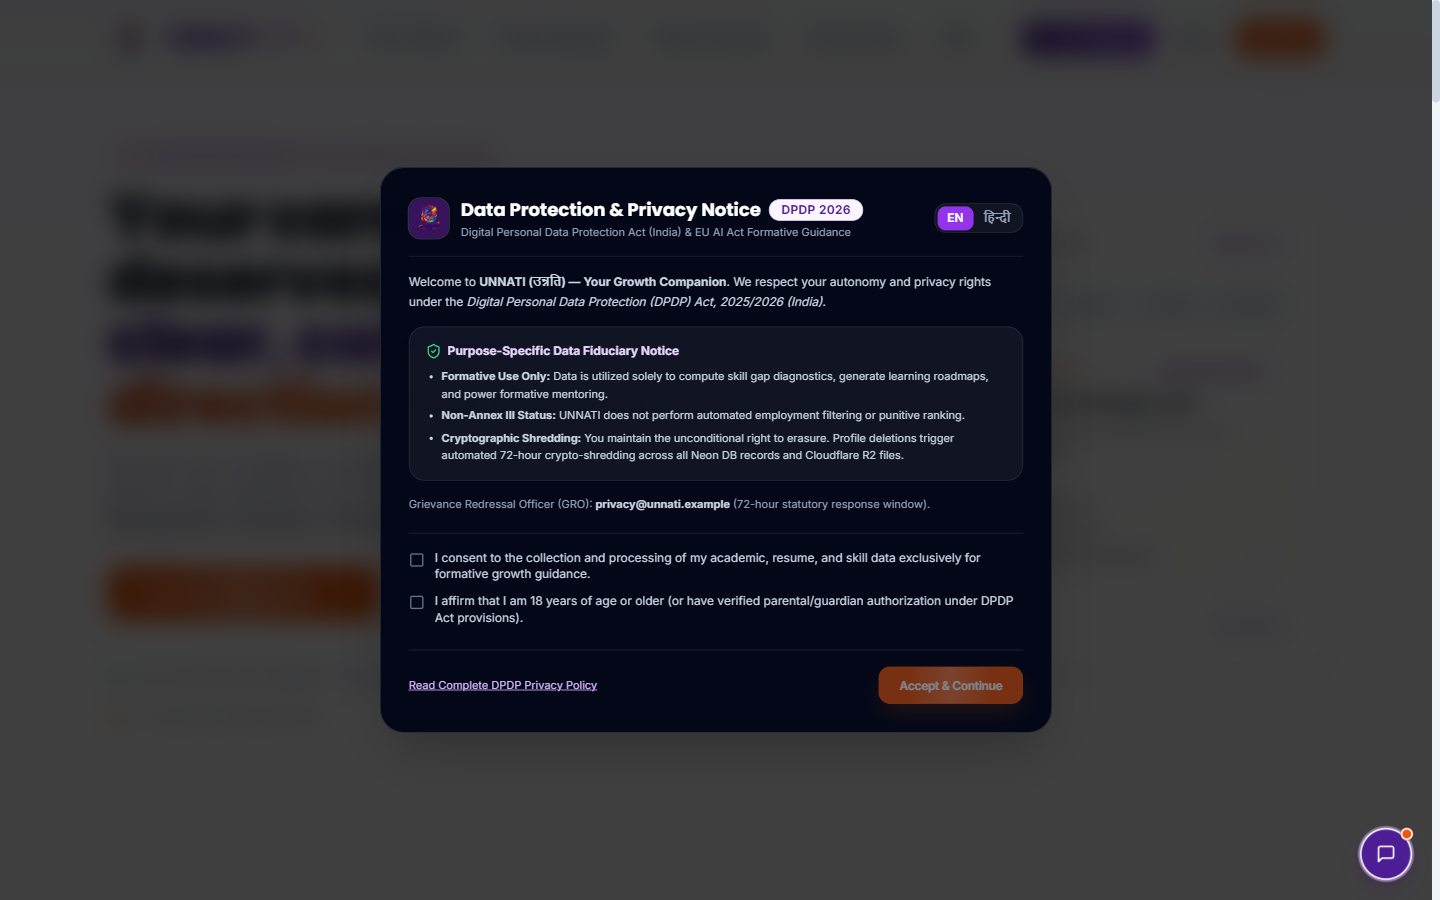 Data Protection & Privacy Notice DPDP 2026
Digital Personal Data Protection Act (India) & EU AI Act Formative Guidance
EN हिन्दी
Welcome to UNNATI (उन्नति) — Your Growth Companion. We respect your autonomy and privacy rights
under the Digital Personal Data Protection (DPDP) Act, 2025/2026 (India).
Purpose-Specific Data Fiduciary Notice
• Formative Use Only: Data is utilized solely to compute skill gap diagnostics, generate learning roadmaps,
and power formative mentoring.
• Non-Annex III Status: UNNATI does not perform automated employment filtering or punitive ranking.
• Cryptographic Shredding: You maintain the unconditional right to erasure. Profile deletions trigger
automated 72-hour crypto-shredding across all Neon DB records and Cloudflare R2 files.
Grievance Redressal Officer (GRO): privacy@unnati.example (72-hour statutory response window).
I consent to the collection and processing of my academic, resume, and skill data exclusively for
formative growth guidance.
I affirm that I am 18 years of age or older (or have verified parental/guardian authorization under DPDP
Act provisions).
Read Complete DPDP Privacy Policy
Accept & Continue